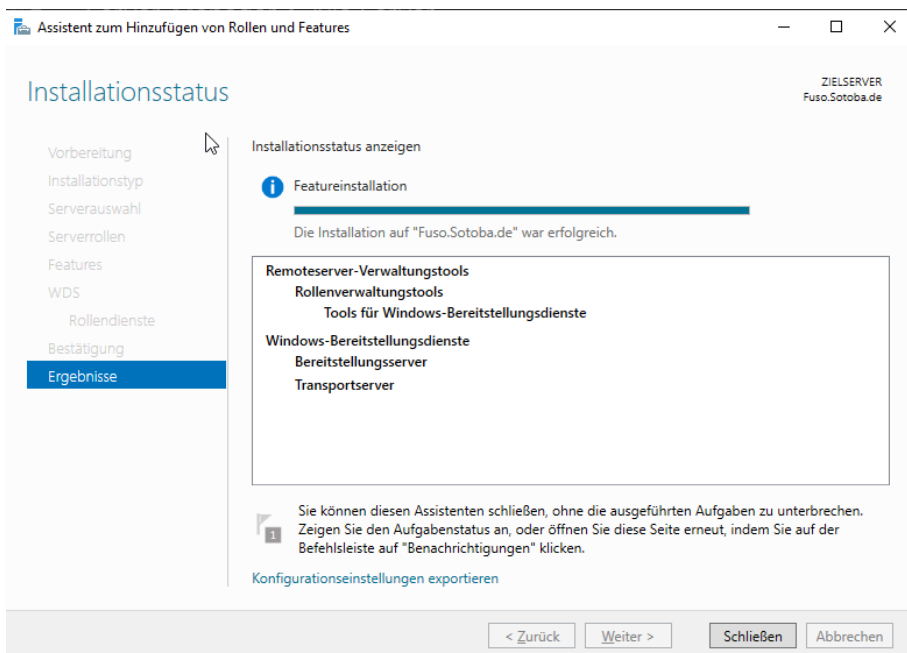 Assistent zum Hinzufügen von Rollen und Features
Installationsstatus
ZIELSERVER
Fuso.Sotoba.de
Vorbereitung
Installationstyp
Serverauswahl
Serverrollen
Features
WDS
Rollendienste
Bestätigung
Ergebnisse
Installationsstatus anzeigen
Featureinstallation
Die Installation auf "Fuso.Sotoba.de" war erfolgreich.
Remoteserver-Verwaltungstools
Rollenverwaltungstools
Tools für Windows-Bereitstellungsdienste
Windows-Bereitstellungsdienste
Bereitstellungsserver
Transportserver
1
Sie können diesen Assistenten schließen, ohne die ausgeführten Aufgaben zu unterbrechen.
Zeigen Sie den Aufgabenstatus an, oder öffnen Sie diese Seite erneut, indem Sie auf der
Befehlsleiste auf "Benachrichtigungen" klicken.
Konfigurationseinstellungen exportieren
< Zurück
Weiter >
Schließen
Abbrechen